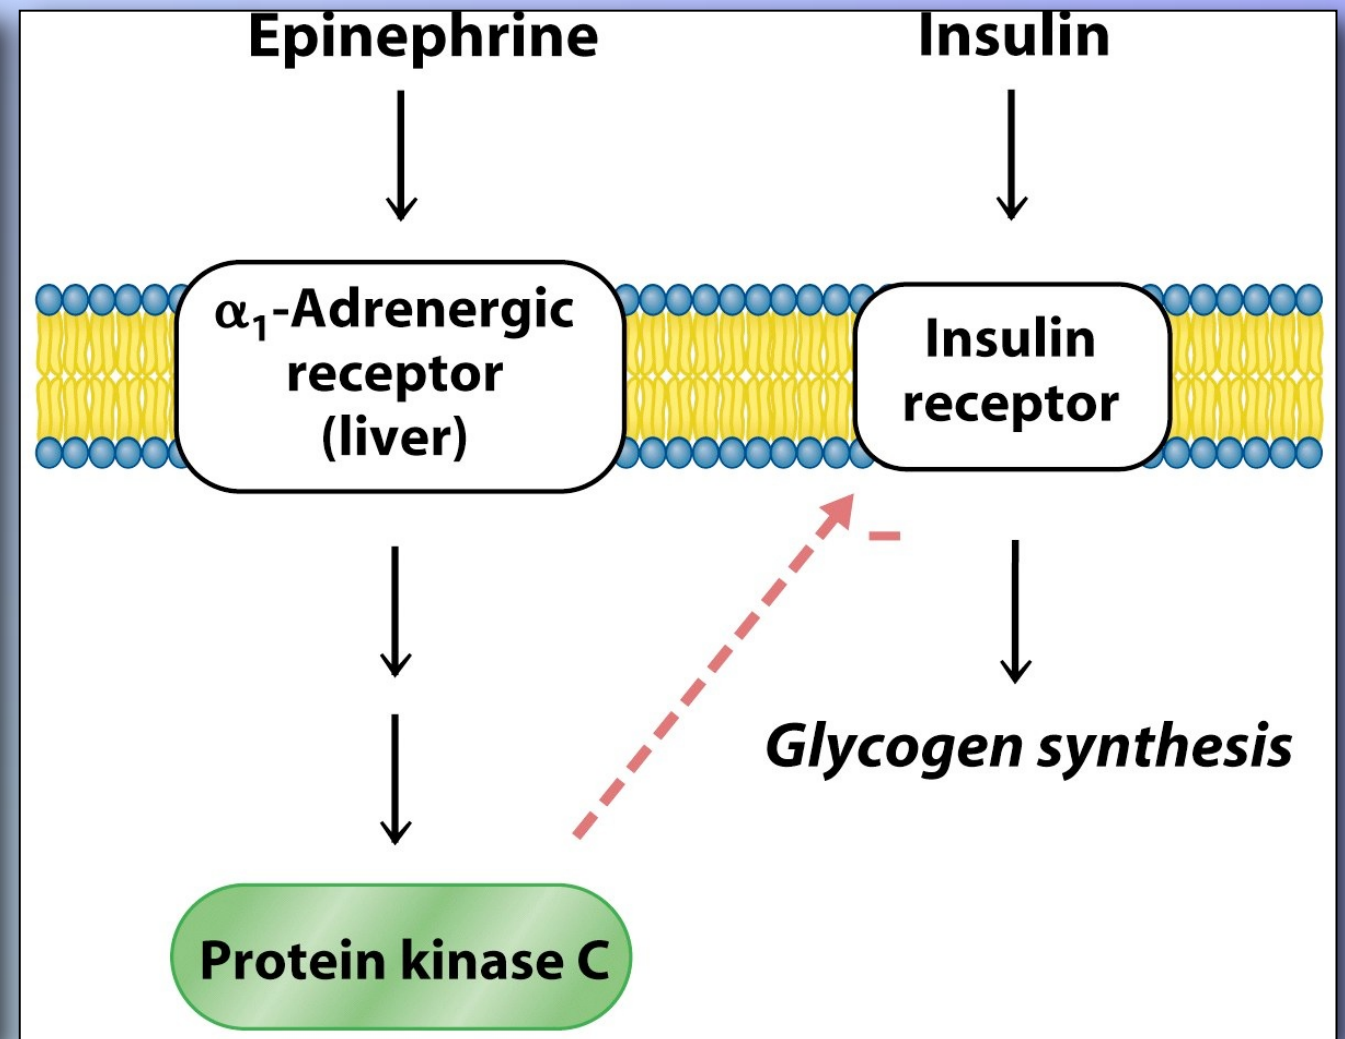 Epinephrine
Insulin
α₁-Adrenergic
receptor
(liver)
Insulin
receptor
–
Glycogen synthesis
Protein kinase C